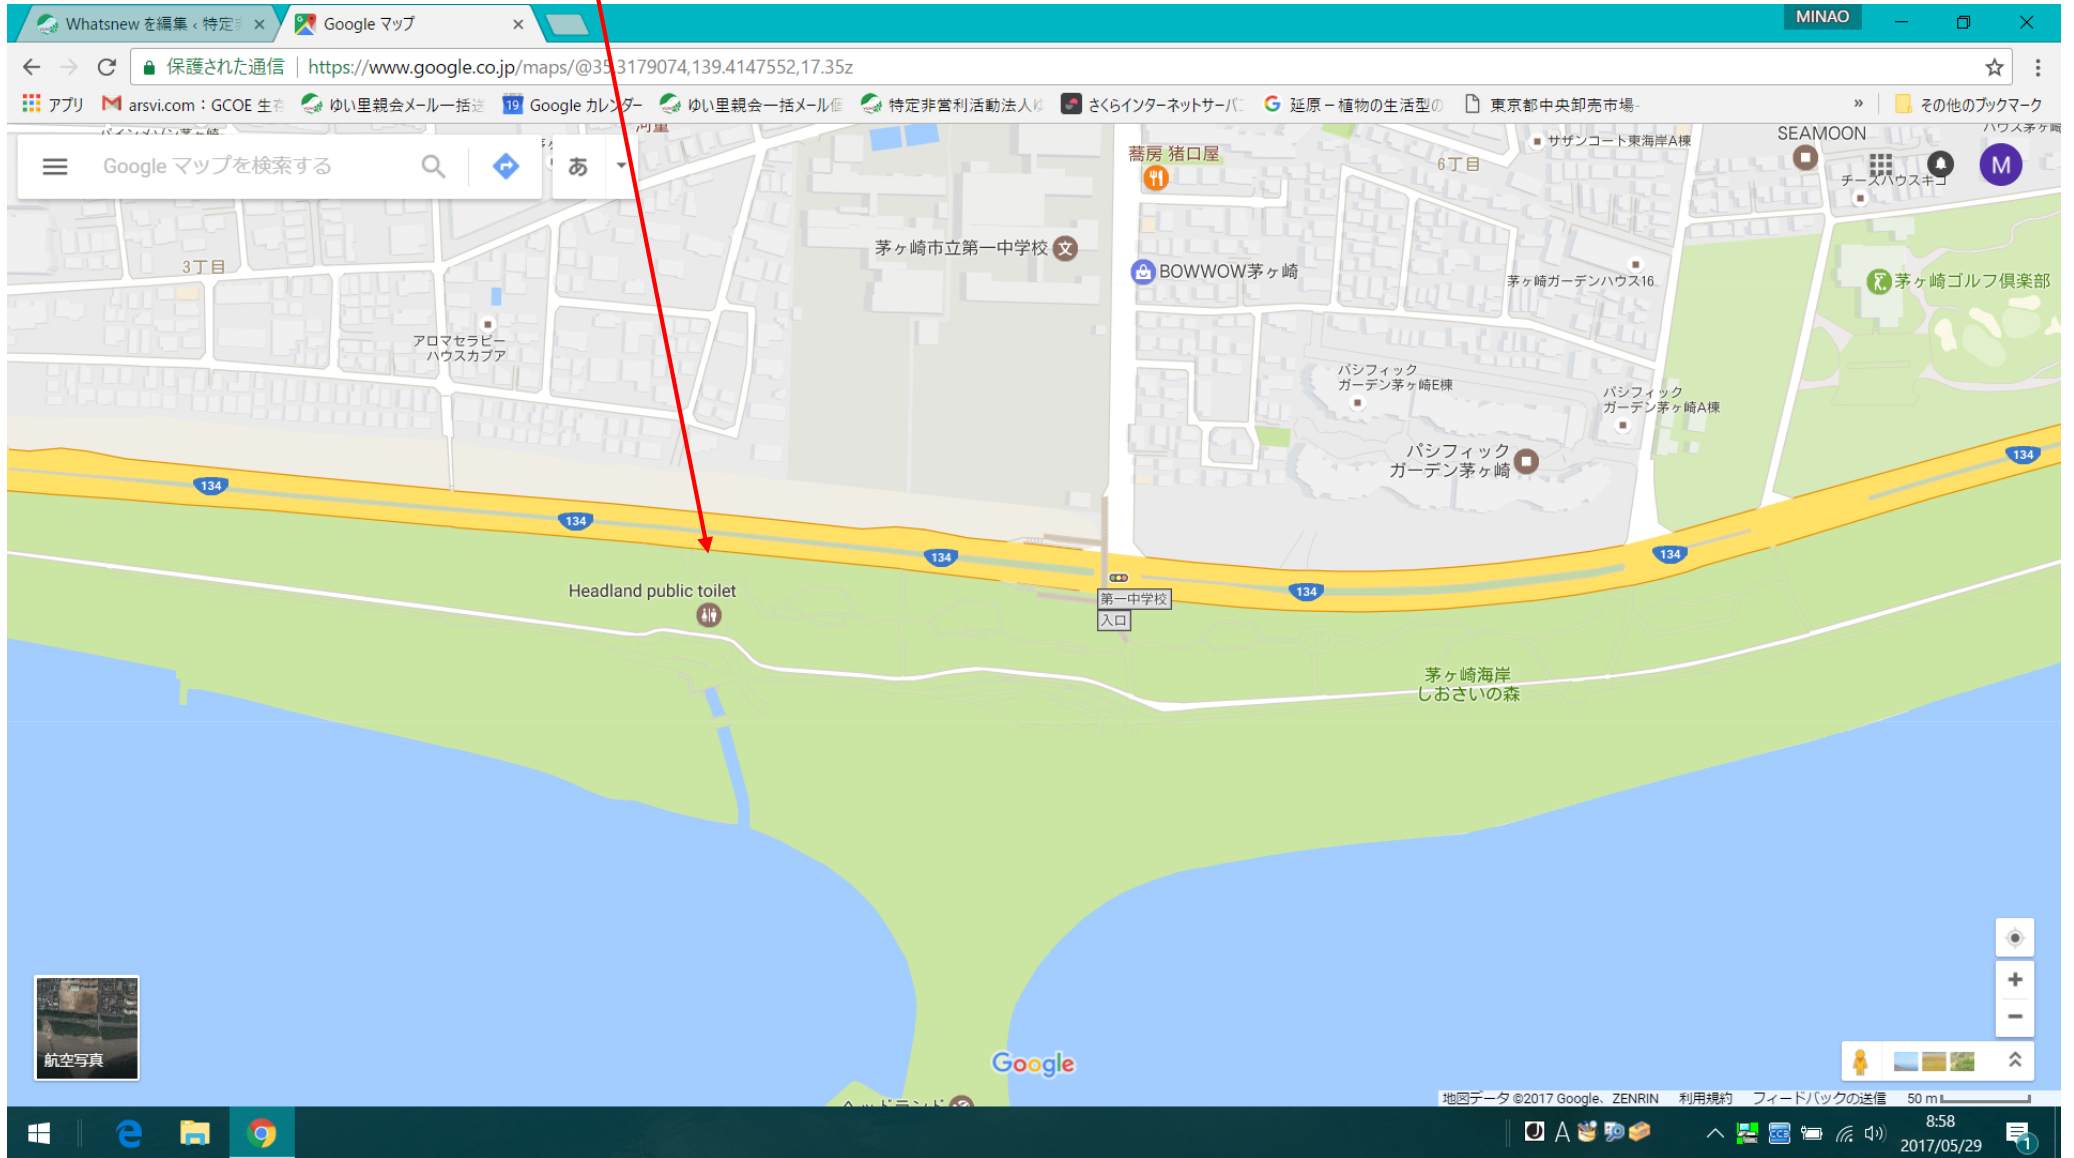 Whatsnew を編集 ‹ 特定
Google マップ
MINAO
保護された通信
https://www.google.co.jp/maps/@35.3179074,139.4147552,17.35z
アプリ
arsvi.com：GCOE 生存
ゆい里親会メール一括送
19
Google カレンダー
ゆい里親会一括メール個
特定非営利活動法人ゆ
さくらインターネットサーバコ
延原－植物の生活型の
東京都中央卸売市場-
»
その他のブックマーク
Google マップを検索する
あ
蕎房 猪口屋
6丁目
サザンコート東海岸A棟
SEAMOON
M
チーズハウスキコ
茅ヶ崎市立第一中学校
文
3丁目
BOWWOW茅ヶ崎
茅ヶ崎ガーデンハウス16
茅ヶ崎ゴルフ倶楽部
アロマセラピー
ハウスカプア
パシフィック
ガーデン茅ヶ崎E棟
パシフィック
ガーデン茅ヶ崎A棟
パシフィック
ガーデン茅ヶ崎
134
134
134
134
134
134
Headland public toilet
第一中学校
入口
茅ヶ崎海岸
しおさいの森
航空写真
Google
ヘッドランド
地図データ ©2017 Google、ZENRIN
利用規約
フィードバックの送信
50 m
A
8:58
2017/05/29
1